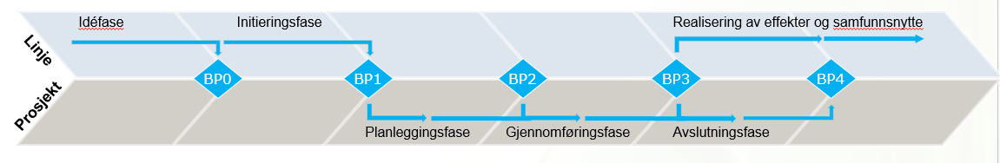 Idéfase
Initieringsfase
Realisering av effekter og samfunnsnytte
Linje
BP0
BP1
BP2
BP3
BP4
Prosjekt
Planleggingsfase
Gjennomføringsfase
Avslutningsfase